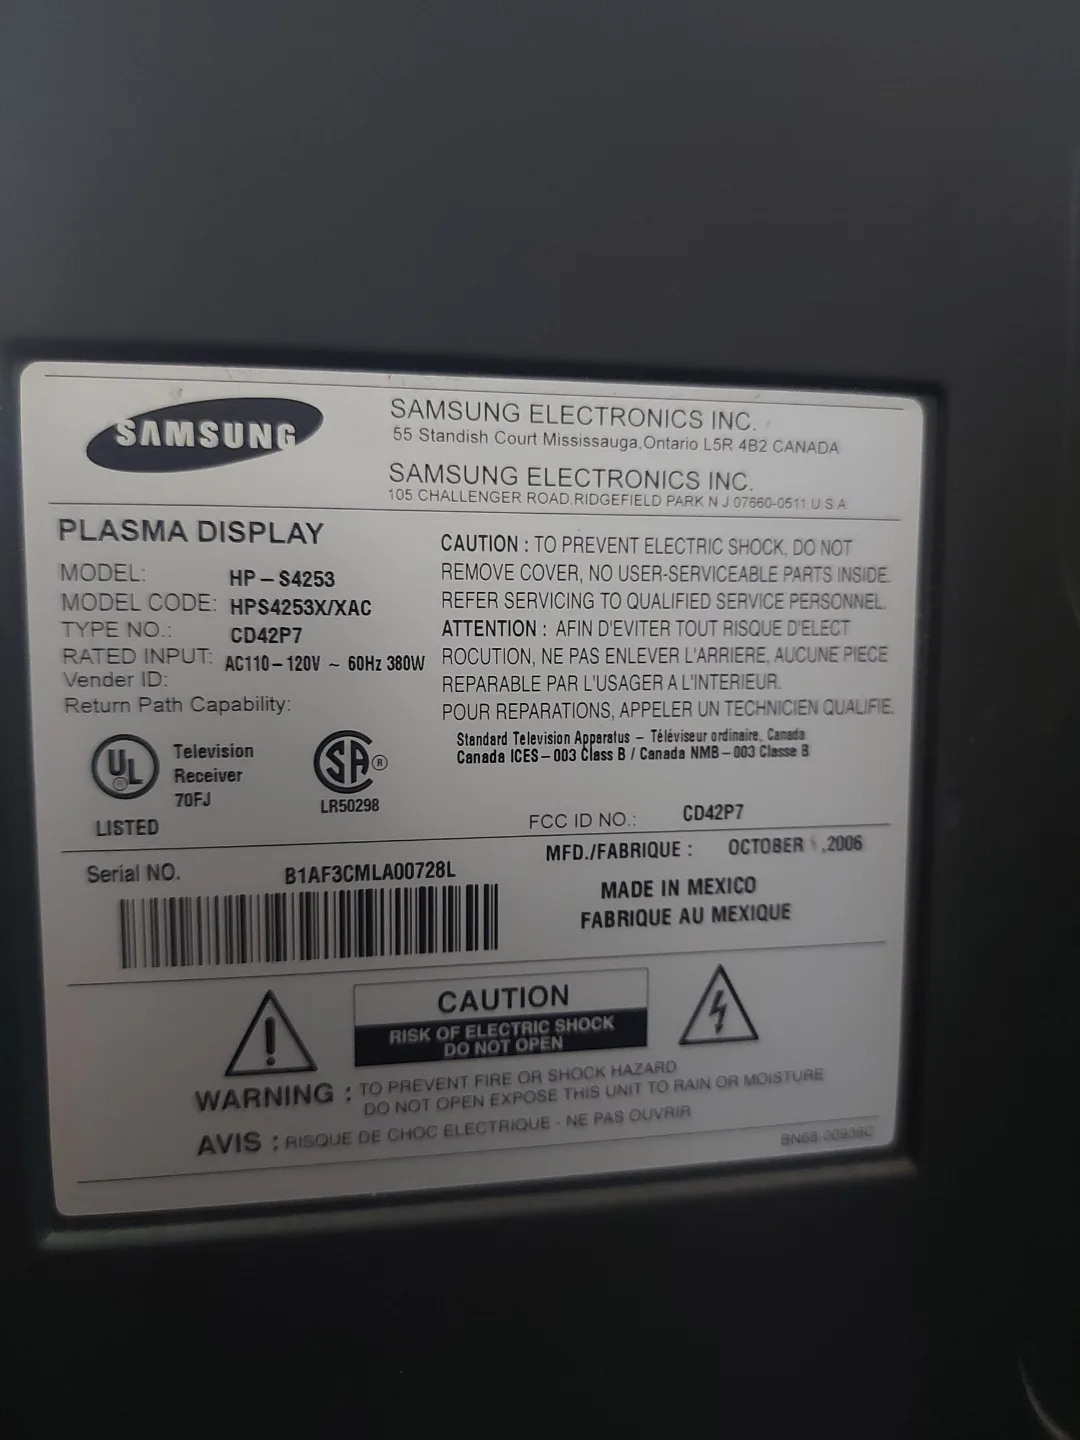 SAMSUNG
SAMSUNG ELECTRONICS INC.
55 Standish Court Mississauga,Ontario L5R 4B2 CANADA
SAMSUNG ELECTRONICS INC.
105 CHALLENGER ROAD,RIDGEFIELD PARK N J 07660-0511 U S A
PLASMA DISPLAY
MODEL: HP-S4253
MODEL CODE: HPS4253X/XAC
TYPE NO.: CD42P7
RATED INPUT: AC110-120V ~ 60Hz 380W
Vender ID:
Return Path Capability:
CAUTION : TO PREVENT ELECTRIC SHOCK, DO NOT
REMOVE COVER, NO USER-SERVICEABLE PARTS INSIDE.
REFER SERVICING TO QUALIFIED SERVICE PERSONNEL.
ATTENTION : AFIN D'EVITER TOUT RISQUE D'ELECT
ROCUTION, NE PAS ENLEVER L'ARRIERE, AUCUNE PIECE
REPARABLE PAR L'USAGER A L'INTERIEUR.
POUR REPARATIONS, APPELER UN TECHNICIEN QUALIFIE.
Standard Television Apparatus - Téléviseur ordinaire, Canada
Canada ICES-003 Class B / Canada NMB-003 Classe B
UL ®
LISTED
Television
Receiver
70FJ
SA ®
LR50298
FCC ID NO.: CD42P7
Serial NO. B1AF3CMLA00728L
MFD./FABRIQUE : OCTOBER ,2006
MADE IN MEXICO
FABRIQUE AU MEXIQUE
CAUTION
RISK OF ELECTRIC SHOCK
DO NOT OPEN
WARNING : TO PREVENT FIRE OR SHOCK HAZARD
DO NOT OPEN EXPOSE THIS UNIT TO RAIN OR MOISTURE
AVIS : RISQUE DE CHOC ELECTRIQUE - NE PAS OUVRIR